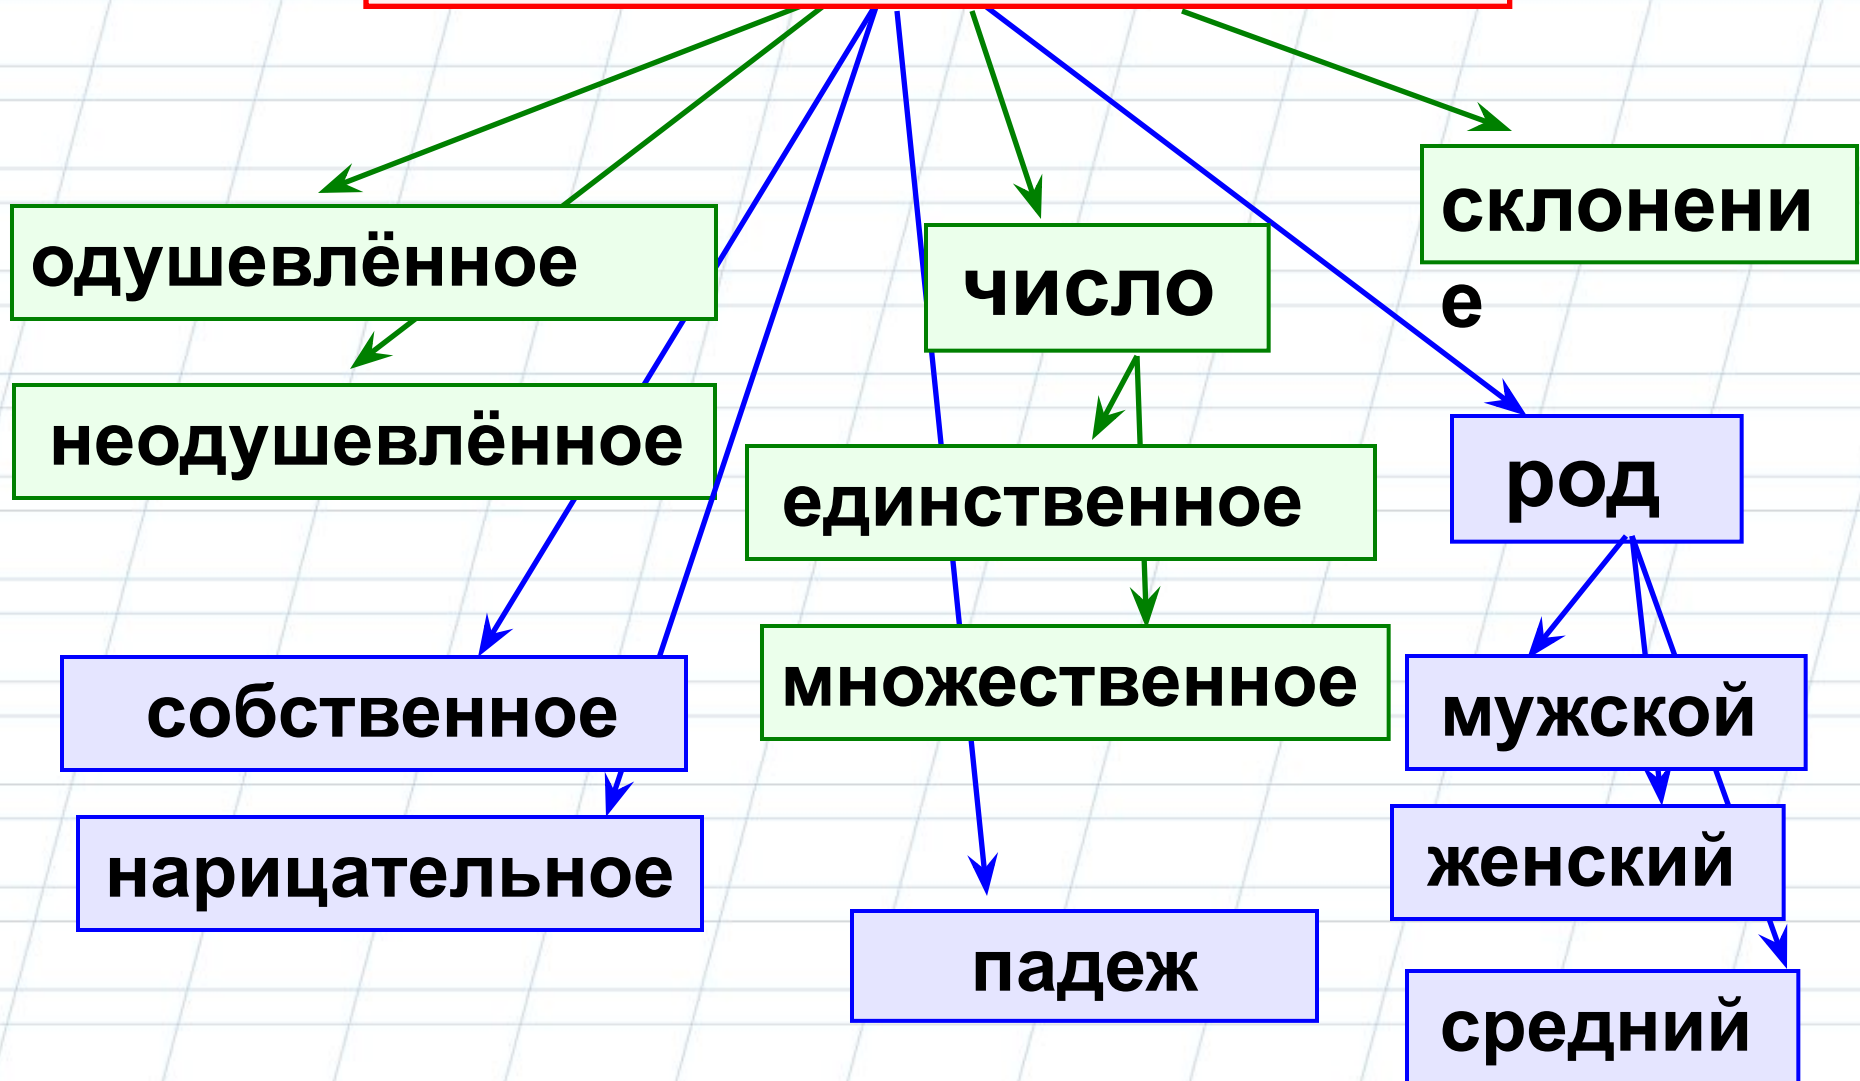 одушевлённое
неодушевлённое
собственное
нарицательное
число
единственное
множественное
падеж
склонени
е
род
мужской
женский
средний